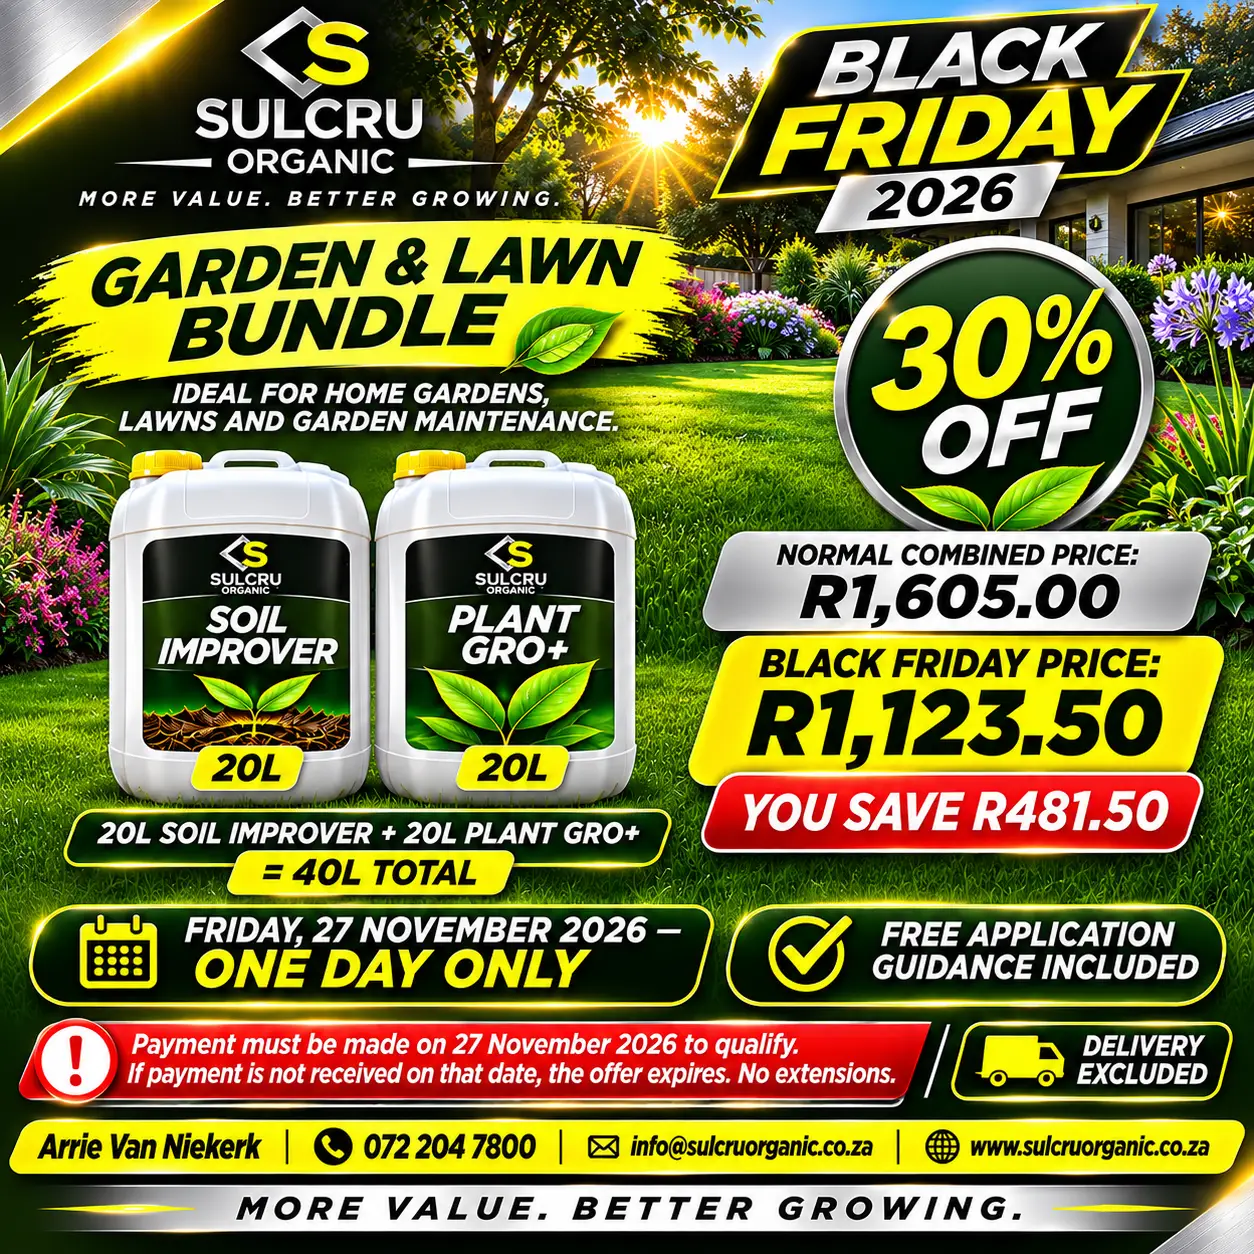 S
SULCRU
ORGANIC
MORE VALUE. BETTER GROWING.
BLACK
FRIDAY
2026
GARDEN & LAWN
BUNDLE
IDEAL FOR HOME GARDENS,
LAWNS AND GARDEN MAINTENANCE.
30%
OFF
S
SULCRU
ORGANIC
SOIL
IMPROVER
20L
S
SULCRU
ORGANIC
PLANT
GRO+
20L
NORMAL COMBINED PRICE:
R1,605.00
BLACK FRIDAY PRICE:
R1,123.50
YOU SAVE R481.50
20L SOIL IMPROVER + 20L PLANT GRO+
= 40L TOTAL
FRIDAY, 27 NOVEMBER 2026 –
ONE DAY ONLY
FREE APPLICATION
GUIDANCE INCLUDED
! Payment must be made on 27 November 2026 to qualify.
If payment is not received on that date, the offer expires. No extensions.
DELIVERY
EXCLUDED
Arrie Van Niekerk | 072 204 7800 | info@sulcruorganic.co.za | www.sulcruorganic.co.za
MORE VALUE. BETTER GROWING.